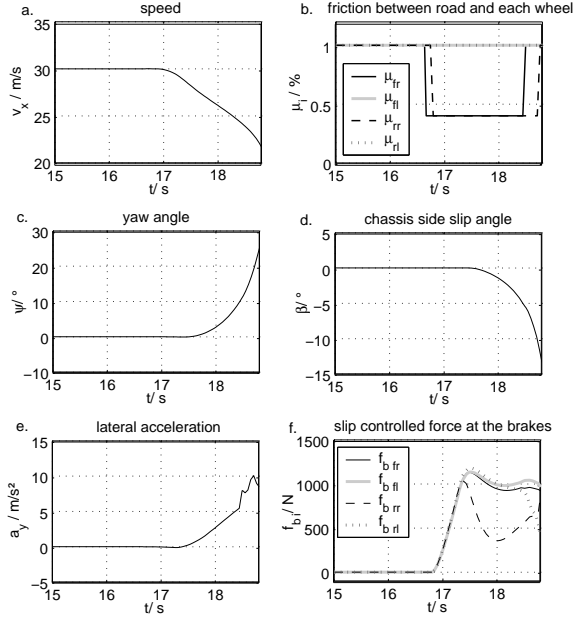 a. speed
35
30
25
20
v_x / m/s
15 16 17 18
t/ s
b. friction between road and each wheel
1
0.5
0
μ_i / %
μ_fr
μ_fl
μ_rr
μ_rl
15 16 17 18
t/ s
c. yaw angle
30
20
10
0
−10
Ψ/ °
15 16 17 18
t/ s
d. chassis side slip angle
5
0
−5
−10
−15
β/ °
15 16 17 18
t/ s
e. lateral acceleration
15
10
5
0
−5
a_y / m/s²
15 16 17 18
t/ s
f. slip controlled force at the brakes
1500
1000
500
0
f_b i / N
f_b fr
f_b fl
f_b rr
f_b rl
15 16 17 18
t/ s